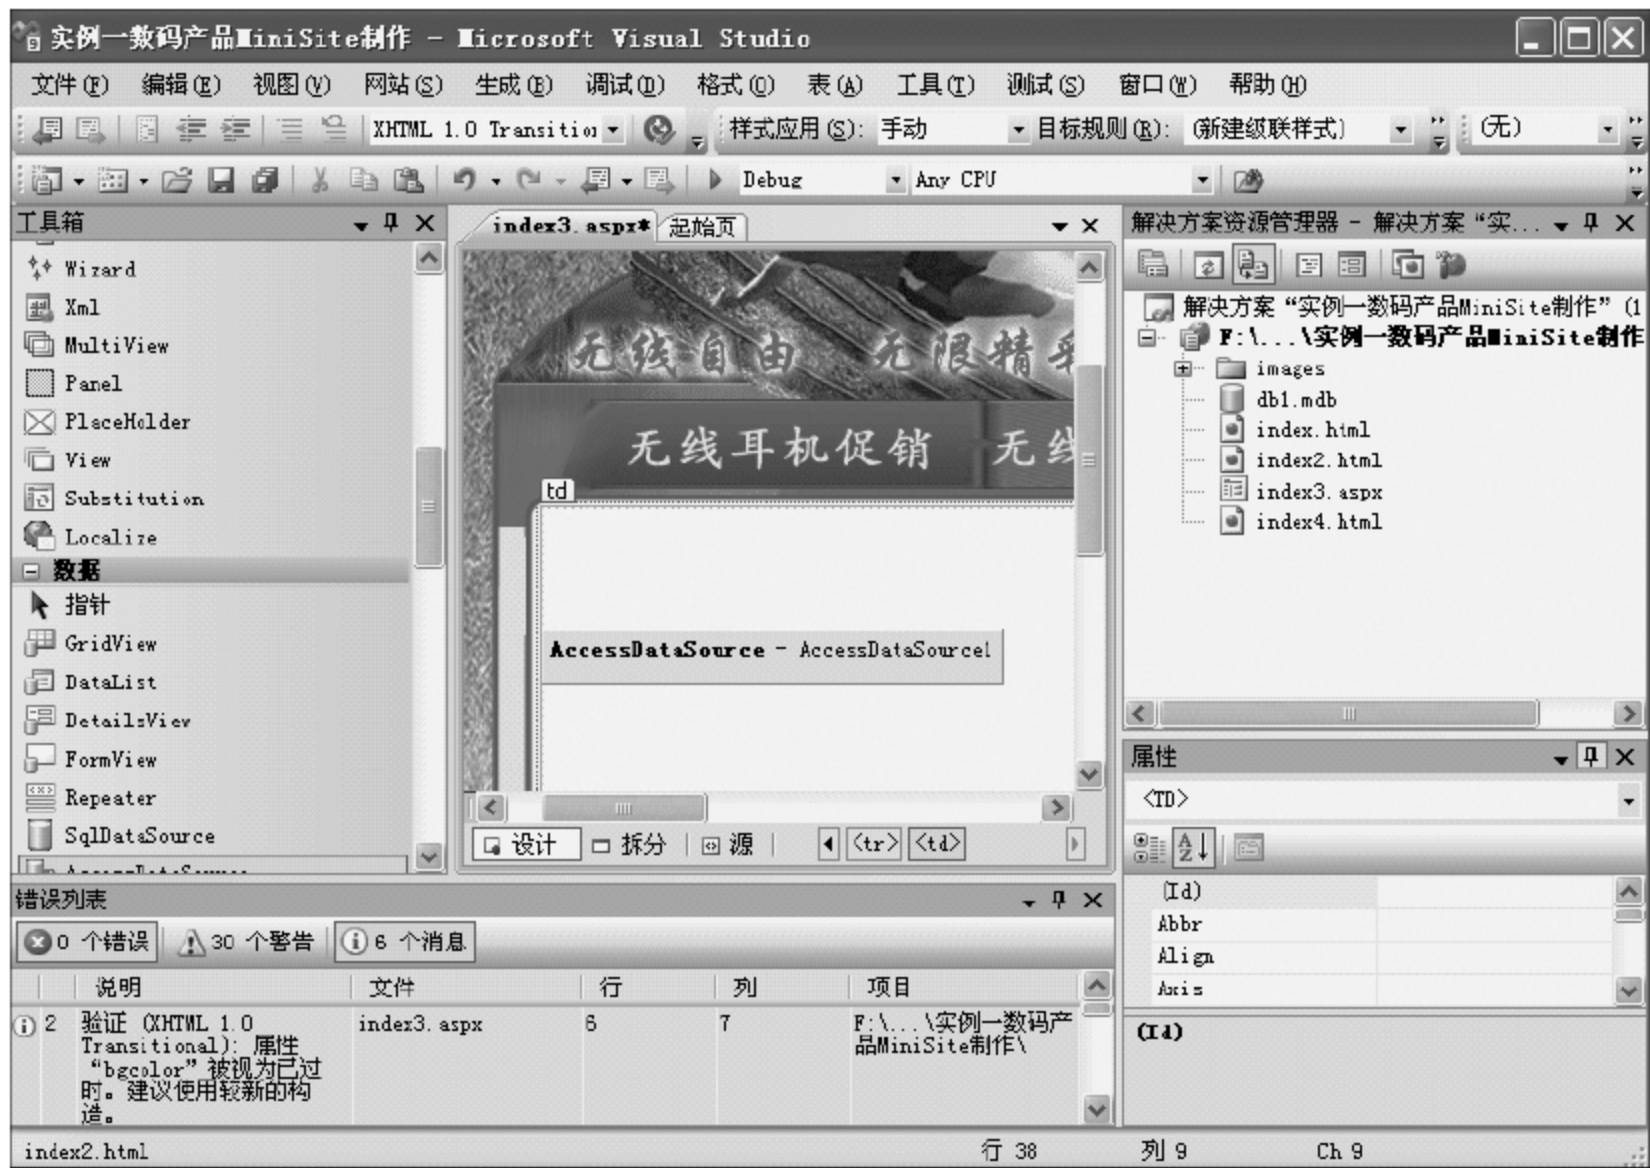 实例一数码产品MiniSite制作 - Microsoft Visual Studio
文件(F) 编辑(E) 视图(V) 网站(S) 生成(B) 调试(D) 格式(O) 表(A) 工具(T) 测试(S) 窗口(W) 帮助(H)
XHTML 1.0 Transition 样式应用(S): 手动 目标规则(R): (新建级联样式) (无)
Debug Any CPU
工具箱
Wizard
Xml
MultiView
Panel
PlaceHolder
View
Substitution
Localize
数据
指针
GridView
DataList
DetailsView
FormView
Repeater
SqlDataSource
AccessDataSource
index3.aspx* 起始页
无线自由 无限精彩
无线耳机促销 无线
td
AccessDataSource - AccessDataSource1
设计 拆分 源 <tr> <td>
解决方案资源管理器 - 解决方案“实...
解决方案“实例一数码产品MiniSite制作”(1
F:\...\实例一数码产品MiniSite制作
images
db1.mdb
index.html
index2.html
index3.aspx
index4.html
属性
<TD>
(Id)
Abbr
Align
Axis
(Id)
错误列表
0 个错误 30 个警告 6 个消息
说明 文件 行 列 项目
2 验证 (XHTML 1.0 index3.aspx 6 7 F:\...\实例一数码产
Transitional): 属性 品MiniSite制作\
“bgcolor”被视为已过
时。建议使用较新的构
造。
index2.html 行 38 列 9 Ch 9